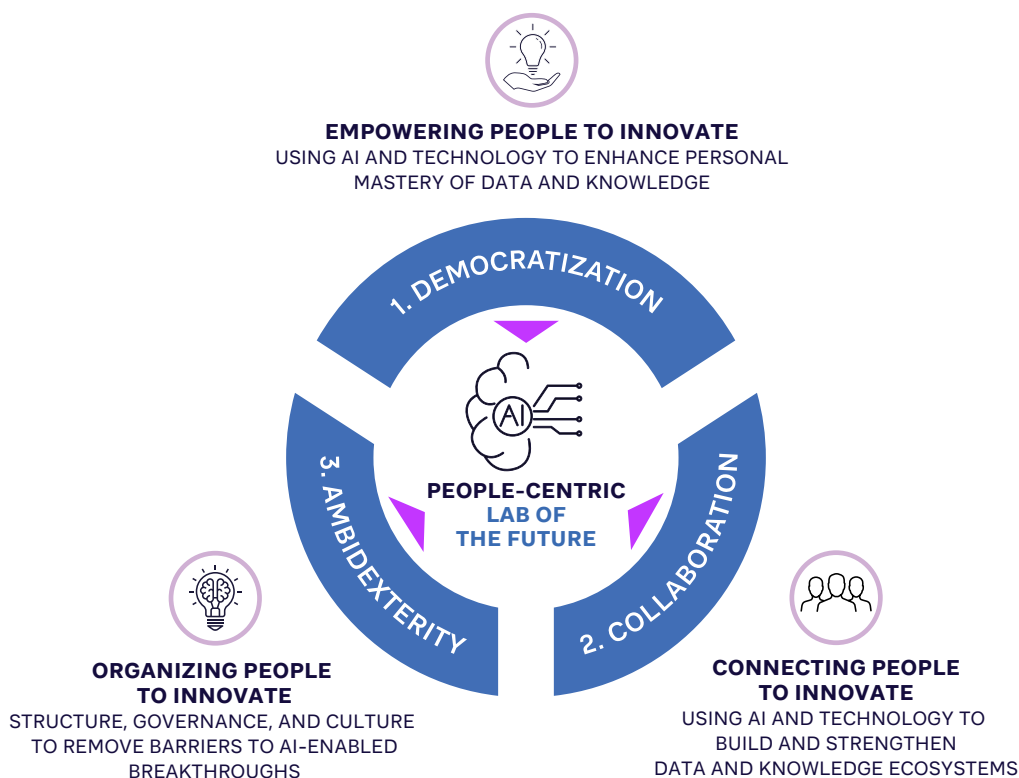 EMPOWERING PEOPLE TO INNOVATE
USING AI AND TECHNOLOGY TO ENHANCE PERSONAL
MASTERY OF DATA AND KNOWLEDGE
1. DEMOCRATIZATION
AI
PEOPLE-CENTRIC
LAB OF
THE FUTURE
3. AMBIDEXTERITY
2. COLLABORATION
ORGANIZING PEOPLE
TO INNOVATE
STRUCTURE, GOVERNANCE, AND CULTURE
TO REMOVE BARRIERS TO AI-ENABLED
BREAKTHROUGHS
CONNECTING PEOPLE
TO INNOVATE
USING AI AND TECHNOLOGY TO
BUILD AND STRENGTHEN
DATA AND KNOWLEDGE ECOSYSTEMS